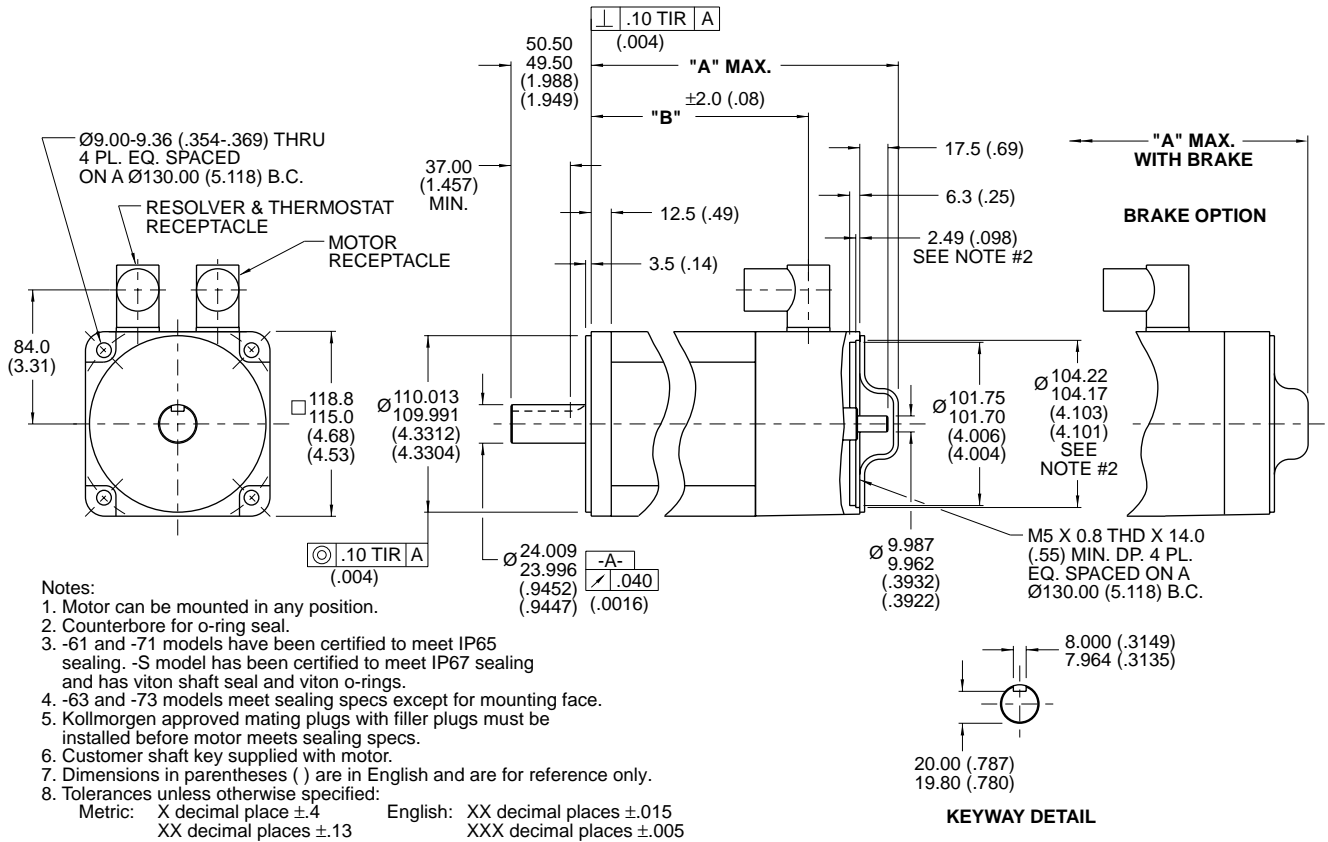 ⊥ .10 TIR A
(.004)
50.50
49.50
(1.988)
(1.949)
"A" MAX.
"B" ±2.0 (.08)
Ø9.00-9.36 (.354-.369) THRU
4 PL. EQ. SPACED
ON A Ø130.00 (5.118) B.C.
RESOLVER & THERMOSTAT
RECEPTACLE
MOTOR
RECEPTACLE
37.00
(1.457)
MIN.
12.5 (.49)
3.5 (.14)
17.5 (.69)
6.3 (.25)
2.49 (.098)
SEE NOTE #2
"A" MAX.
WITH BRAKE
BRAKE OPTION
84.0
(3.31)
□ 118.8
115.0
(4.68)
(4.53)
Ø 110.013
109.991
(4.3312)
(4.3304)
Ø 101.75
101.70
(4.006)
(4.004)
Ø 104.22
104.17
(4.103)
(4.101)
SEE
NOTE #2
◎ .10 TIR A
(.004)
Ø 24.009
23.996
(.9452)
(.9447)
-A-
↗ .040
(.0016)
Ø 9.987
9.962
(.3932)
(.3922)
M5 X 0.8 THD X 14.0
(.55) MIN. DP. 4 PL.
EQ. SPACED ON A
Ø130.00 (5.118) B.C.
Notes:
1. Motor can be mounted in any position.
2. Counterbore for o-ring seal.
3. -61 and -71 models have been certified to meet IP65
sealing. -S model has been certified to meet IP67 sealing
and has viton shaft seal and viton o-rings.
4. -63 and -73 models meet sealing specs except for mounting face.
5. Kollmorgen approved mating plugs with filler plugs must be
installed before motor meets sealing specs.
6. Customer shaft key supplied with motor.
7. Dimensions in parentheses ( ) are in English and are for reference only.
8. Tolerances unless otherwise specified:
Metric: X decimal place ±.4 English: XX decimal places ±.015
XX decimal places ±.13 XXX decimal places ±.005
8.000 (.3149)
7.964 (.3135)
20.00 (.787)
19.80 (.780)
KEYWAY DETAIL